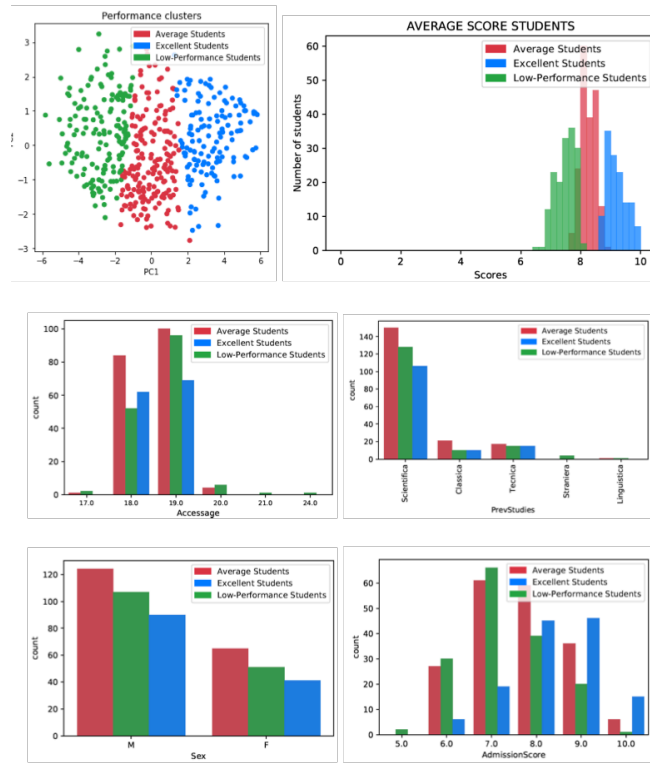 Performance clusters
Average Students
Excellent Students
Low-Performance Students
3
2
1
0
−1
−2
−3
−6 −4 −2 0 2 4 6
PC1
AVERAGE SCORE STUDENTS
Average Students
Excellent Students
Low-Performance Students
Number of students
60
50
40
30
20
10
0
0 2 4 6 8 10
Scores
Average Students
Excellent Students
Low-Performance Students
count
100
80
60
40
20
0
17.0 18.0 19.0 20.0 21.0 24.0
Accessage
Average Students
Excellent Students
Low-Performance Students
count
140
120
100
80
60
40
20
0
Scientifica Classica Tecnica Straniera Linguistica
PrevStudies
Average Students
Excellent Students
Low-Performance Students
count
120
100
80
60
40
20
0
M F
Sex
Average Students
Excellent Students
Low-Performance Students
count
60
50
40
30
20
10
0
5.0 6.0 7.0 8.0 9.0 10.0
AdmissionScore